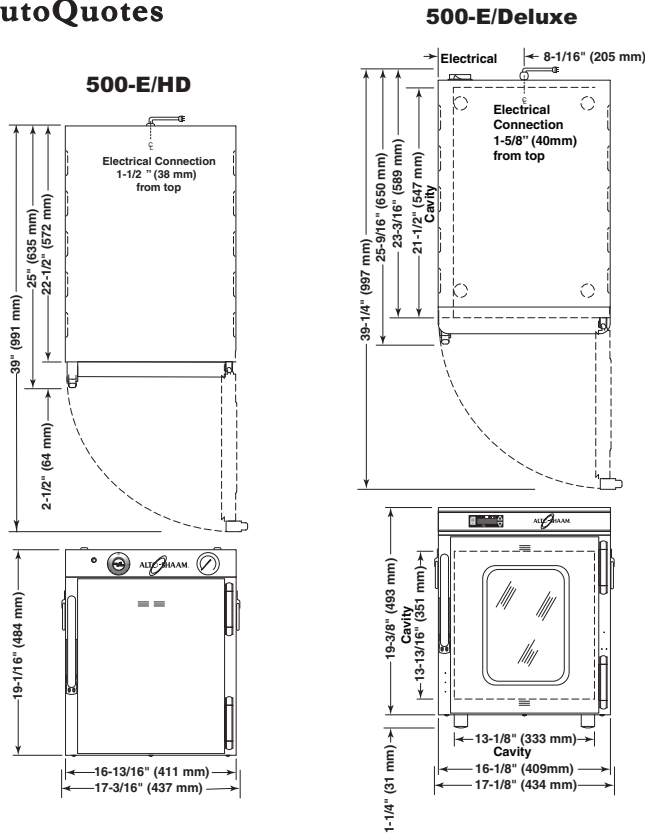 utoQuotes
500-E/HD
Electrical Connection
1-1/2 " (38 mm)
from top
39" (991 mm)
25" (635 mm)
22-1/2" (572 mm)
2-1/2" (64 mm)
ALTO-SHAAM
19-1/16" (484 mm)
16-13/16" (411 mm)
17-3/16" (437 mm)
500-E/Deluxe
Electrical
8-1/16" (205 mm)
Electrical
Connection
1-5/8” (40mm)
from top
39-1/4" (997 mm)
25-9/16" (650 mm)
23-3/16" (589 mm)
21-1/2" (547 mm)
Cavity
ALTO-SHAAM
19-3/8" (493 mm)
Cavity
13-13/16" (351 mm)
1-1/4" (31 mm)
13-1/8" (333 mm)
Cavity
16-1/8" (409mm)
17-1/8" (434 mm)